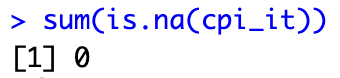 > sum(is.na(cpi_it))
[1] 0